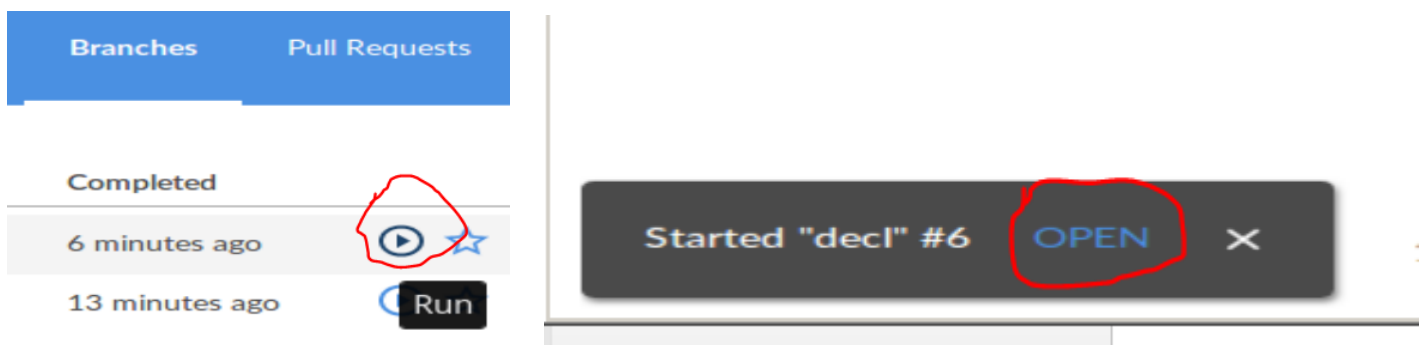 Branches Pull Requests
Completed
6 minutes ago
13 minutes ago
Run
Started "decl" #6 OPEN ×